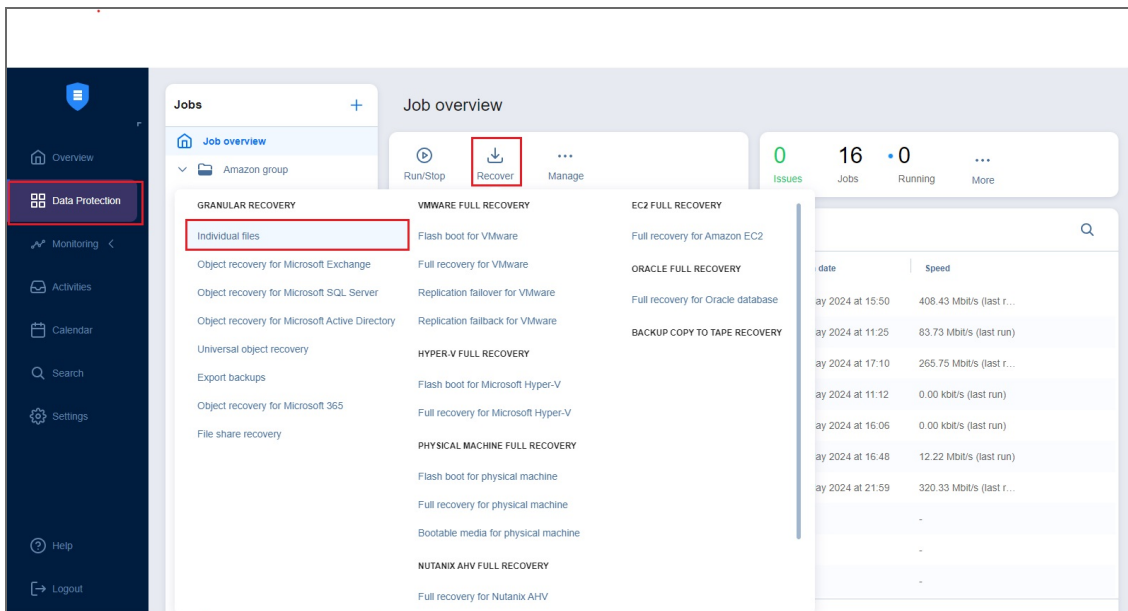 Overview
Data Protection
Monitoring
Activities
Calendar
Search
Settings
Help
Logout
Jobs
Job overview
Amazon group
Job overview
Run/Stop
Recover
Manage
0
Issues
16
Jobs
0
Running
More
GRANULAR RECOVERY
Individual files
Object recovery for Microsoft Exchange
Object recovery for Microsoft SQL Server
Object recovery for Microsoft Active Directory
Universal object recovery
Export backups
Object recovery for Microsoft 365
File share recovery
VMWARE FULL RECOVERY
Flash boot for VMware
Full recovery for VMware
Replication failover for VMware
Replication failback for VMware
HYPER-V FULL RECOVERY
Flash boot for Microsoft Hyper-V
Full recovery for Microsoft Hyper-V
PHYSICAL MACHINE FULL RECOVERY
Flash boot for physical machine
Full recovery for physical machine
Bootable media for physical machine
NUTANIX AHV FULL RECOVERY
Full recovery for Nutanix AHV
EC2 FULL RECOVERY
Full recovery for Amazon EC2
ORACLE FULL RECOVERY
Full recovery for Oracle database
BACKUP COPY TO TAPE RECOVERY
date Speed
ay 2024 at 15:50 408.43 Mbit/s (last r...
ay 2024 at 11:25 83.73 Mbit/s (last run)
ay 2024 at 17:10 265.75 Mbit/s (last r...
ay 2024 at 11:12 0.00 kbit/s (last run)
ay 2024 at 16:06 0.00 kbit/s (last run)
ay 2024 at 16:48 12.22 Mbit/s (last run)
ay 2024 at 21:59 320.33 Mbit/s (last r...
-
-
-